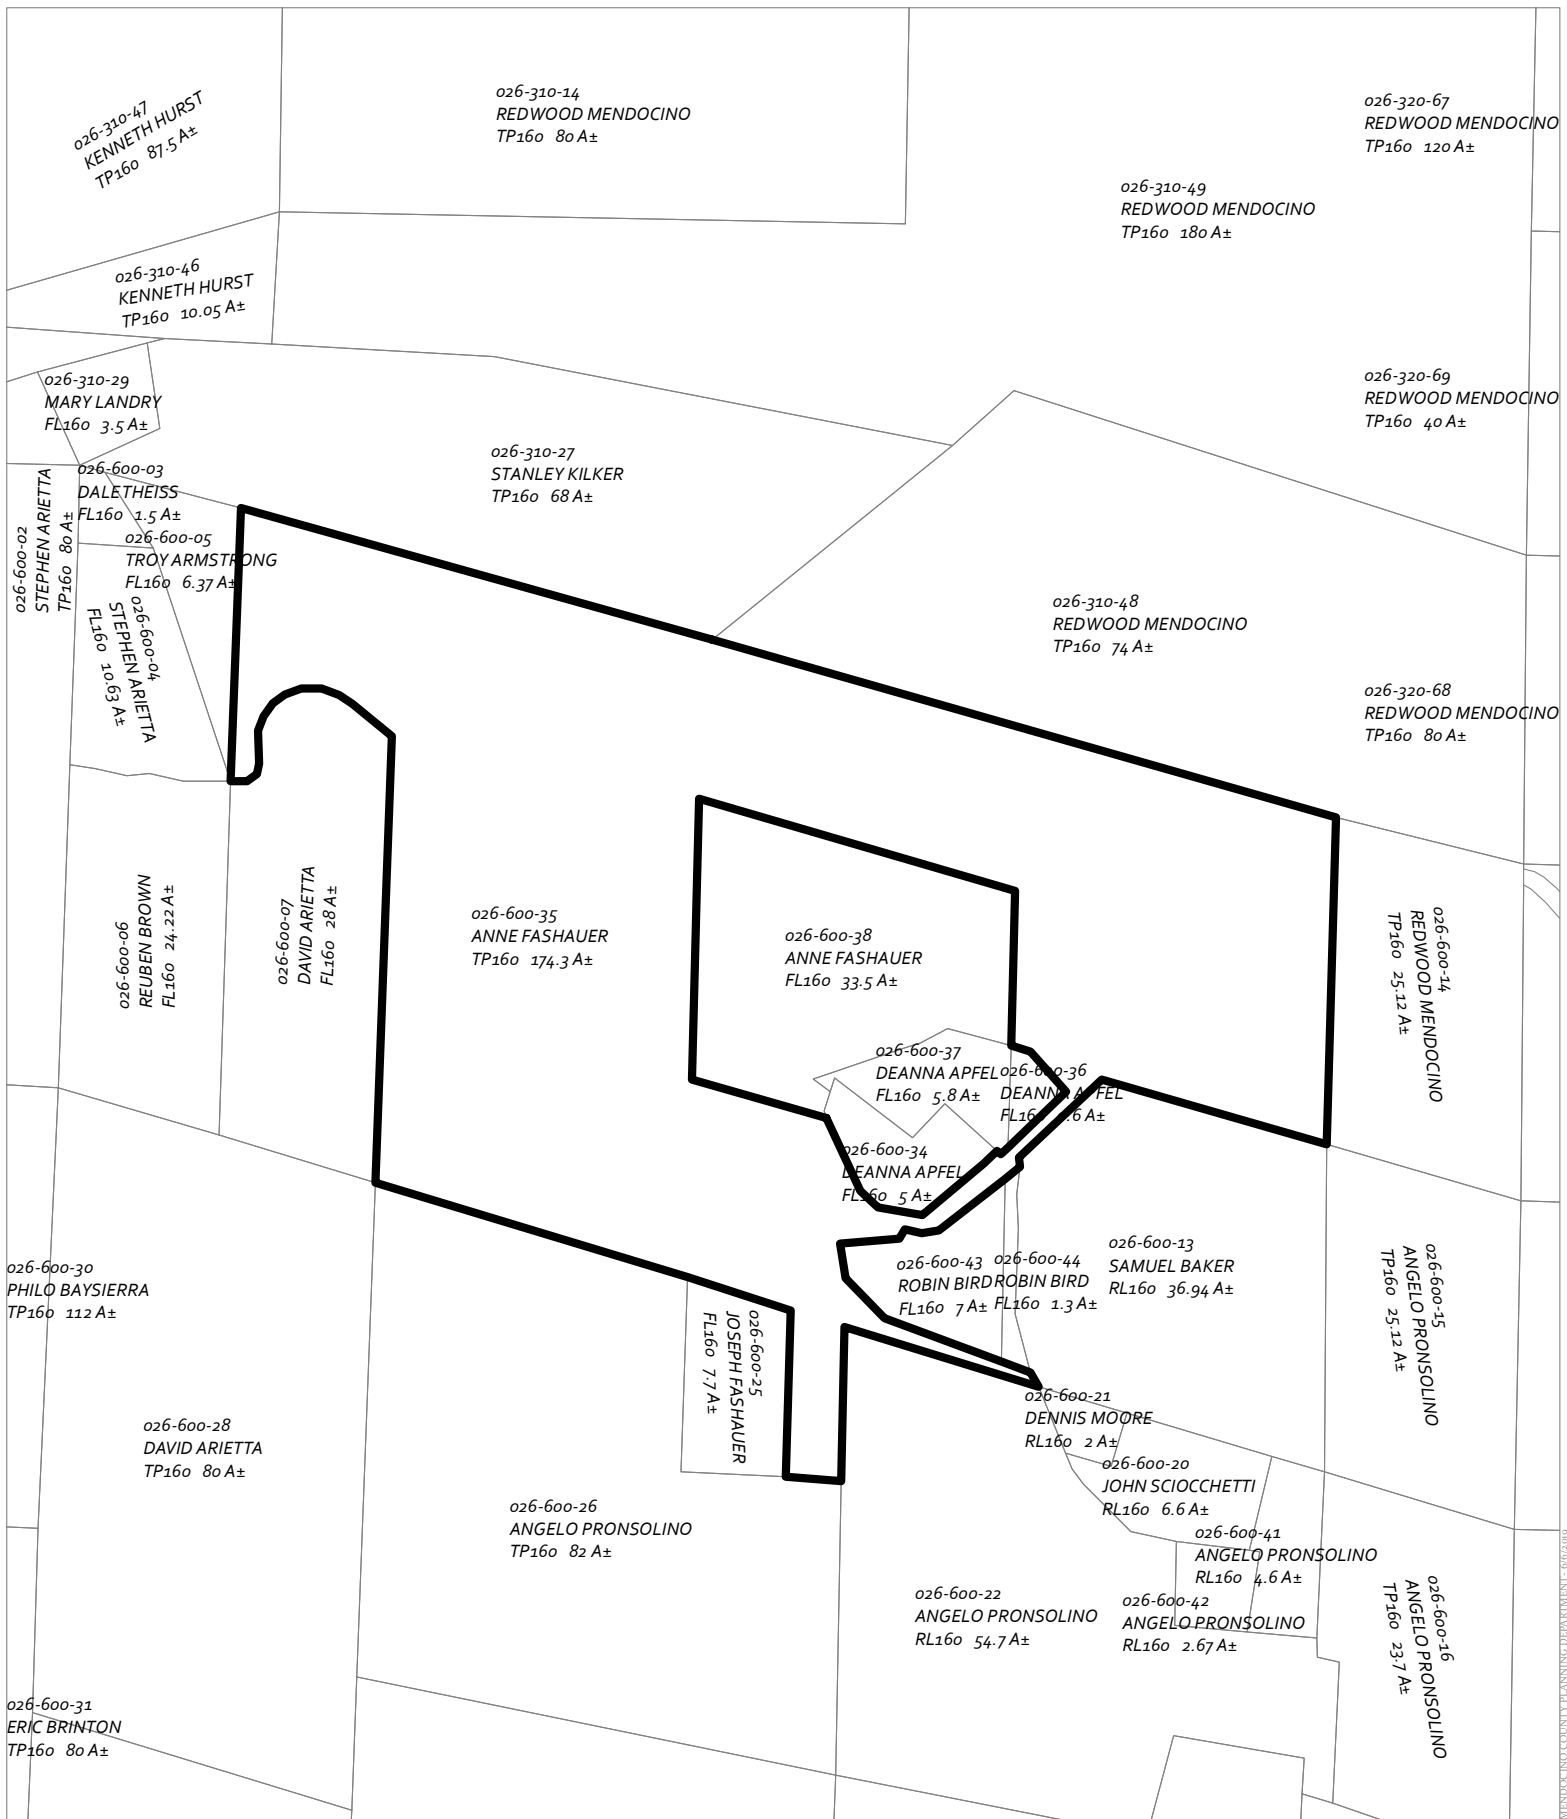 026-310-47
KENNETH HURST
TP160 87.5 A±
026-310-14
REDWOOD MENDOCINO
TP160 80 A±
026-320-67
REDWOOD MENDOCINO
TP160 120 A±
026-310-49
REDWOOD MENDOCINO
TP160 180 A±
026-310-46
KENNETH HURST
TP160 10.05 A±
026-310-29
MARY LANDRY
FL160 3.5 A±
026-320-69
REDWOOD MENDOCINO
TP160 40 A±
026-310-27
STANLEY KILKER
TP160 68 A±
026-600-03
DALETHEISS
FL160 1.5 A±
026-600-02
STEPHEN ARIETTA
TP160 80 A±
026-600-05
TROY ARMSTRONG
FL160 6.37 A±
026-600-04
STEPHEN ARIETTA
FL160 10.63 A±
026-310-48
REDWOOD MENDOCINO
TP160 74 A±
026-320-68
REDWOOD MENDOCINO
TP160 80 A±
026-600-06
REUBEN BROWN
FL160 24.22 A±
026-600-07
DAVID ARIETTA
FL160 28 A±
026-600-35
ANNE FASHAUER
TP160 174.3 A±
026-600-38
ANNE FASHAUER
FL160 33.5 A±
026-600-14
REDWOOD MENDOCINO
TP160 25.12 A±
026-600-37
DEANNA APFEL
FL160 5.8 A±
026-600-36
DEANNA APFEL
.6 A±
026-600-34
DEANNA APFEL
FL160 5 A±
026-600-43
ROBIN BIRD
FL160 7 A±
026-600-44
ROBIN BIRD
FL160 1.3 A±
026-600-13
SAMUEL BAKER
RL160 36.94 A±
026-600-15
ANGELO PRONSOLINO
TP160 25.12 A±
026-600-30
PHILO BAYSIERRA
TP160 112 A±
026-600-25
JOSEPH FASHAUER
FL160 7.7 A±
026-600-21
DENNIS MOORE
RL160 2 A±
026-600-28
DAVID ARIETTA
TP160 80 A±
026-600-20
JOHN SCIOCCHETTI
RL160 6.6 A±
026-600-26
ANGELO PRONSOLINO
TP160 82 A±
026-600-41
ANGELO PRONSOLINO
RL160 4.6 A±
026-600-22
ANGELO PRONSOLINO
RL160 54.7 A±
026-600-42
ANGELO PRONSOLINO
RL160 2.67 A±
026-600-16
ANGELO PRONSOLINO
TP160 23.7 A±
026-600-31
ERIC BRINTON
TP160 80 A±
MENDOCINO COUNTY PLANNING DEPARTMENT - 6/6/2019